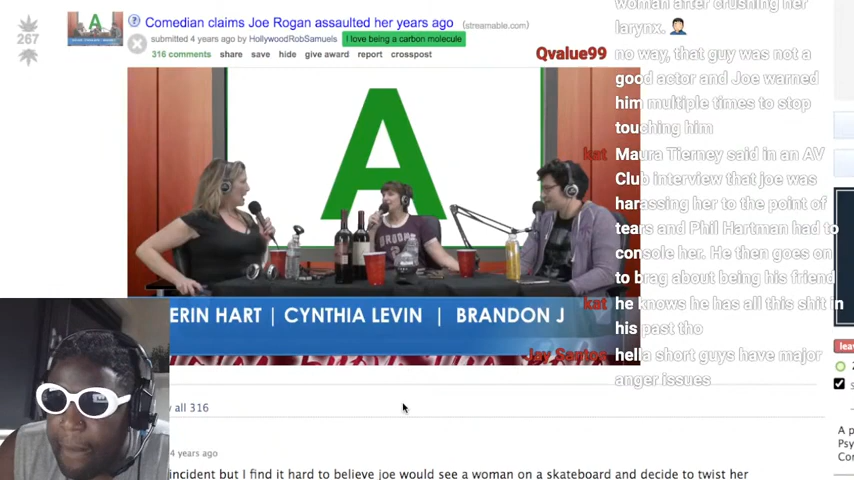 267
Comedian claims Joe Rogan assaulted her years ago (streamable.com)
submitted 4 years ago by HollywoodRobSamuels I love being a carbon molecule
316 comments share save hide give award report crosspost
A
ERIN HART | CYNTHIA LEVIN | BRANDON J
woman after crushing her
larynx. 🤦🏻‍♂️
Qvalue99 no way, that guy was not a
good actor and Joe warned
him multiple times to stop
touching him
kat Maura Tierney said in an AV
Club interview that joe was
harassing her to the point of
tears and Phil Hartman had to
console her. He then goes on
to brag about being his friend
kat he knows he has all this shit in
his past tho
Jay Santos hella short guys have major
anger issues
all 316
4 years ago
incident but I find it hard to believe joe would see a woman on a skateboard and decide to twist her
lea
A p
Psy
Cor